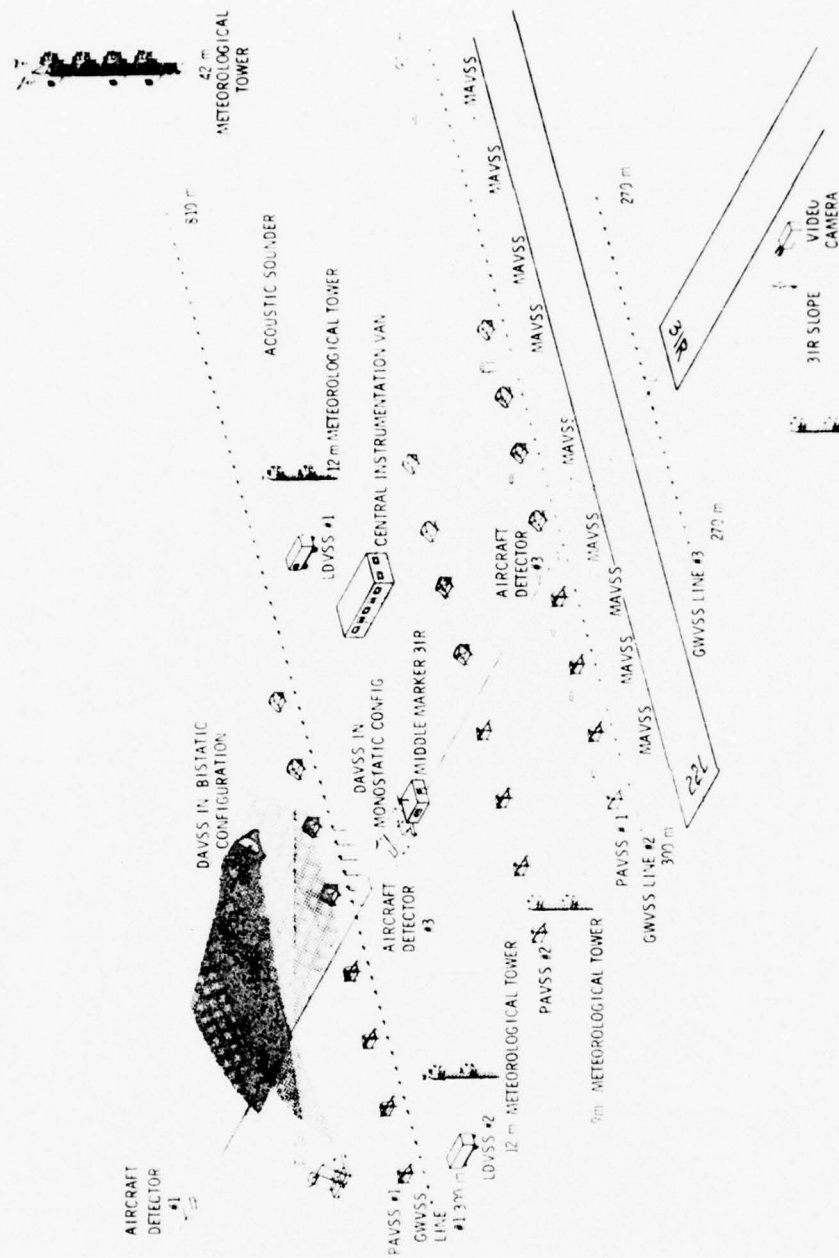 42 m
METEOROLOGICAL
TOWER
810 m
ACOUSTIC SOUNDER
12 m METEOROLOGICAL TOWER
LDVSS #1
CENTRAL INSTRUMENTATION VAN
DAVSS IN BISTATIC
CONFIGURATION
DAVSS IN
MONOSTATIC CONFIG
MIDDLE MARKER 31R
AIRCRAFT
DETECTOR
#3
AIRCRAFT
DETECTOR
#1
PAVSS #1
GWVSS
LINE
#1
LDVSS #2
12 m METEOROLOGICAL TOWER
PAVSS #2
9m METEOROLOGICAL TOWER
AIRCRAFT
DETECTOR
#3
MAVSS
MAVSS
MAVSS
MAVSS
MAVSS
MAVSS
MAVSS
MAVSS
MAVSS
PAVSS #1
GWVSS LINE #2
300 m
22L
GWVSS LINE #3
270 m
270 m
31R
31R SLOPE
VIDEO
CAMERA